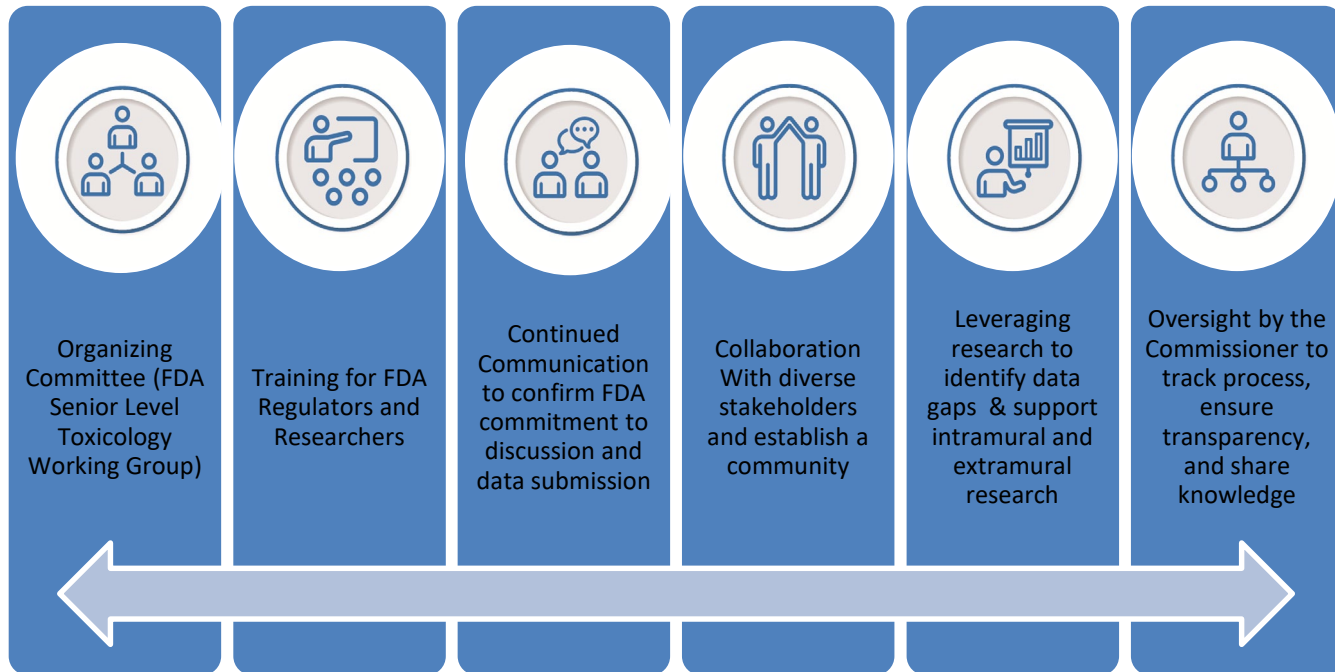 Organizing
Committee (FDA
Senior Level
Toxicology
Working Group)
Training for FDA
Regulators and
Researchers
Continued
Communication
to confirm FDA
commitment to
discussion and
data submission
Collaboration
With diverse
stakeholders
and establish a
community
Leveraging
research to
identify data
gaps & support
intramural and
extramural
research
Oversight by the
Commissioner to
track process,
ensure
transparency,
and share
knowledge